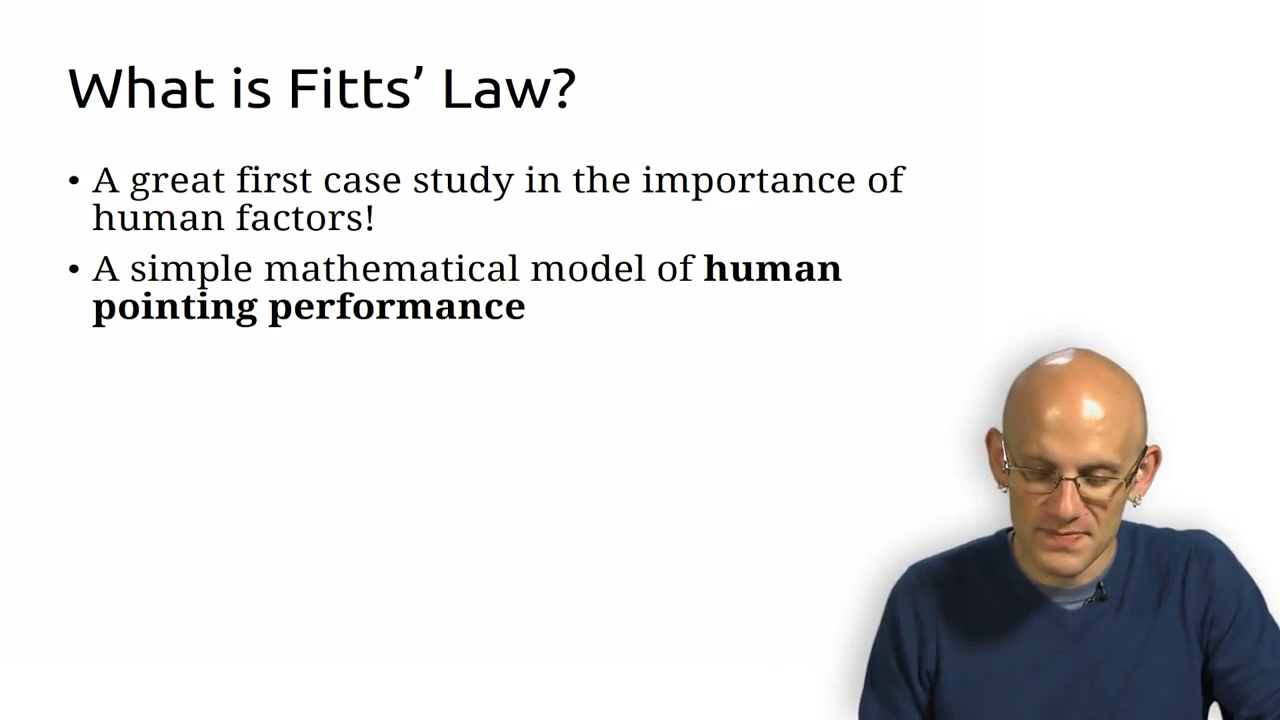 What is Fitts’ Law?
• A great first case study in the importance of
human factors!
• A simple mathematical model of human
pointing performance